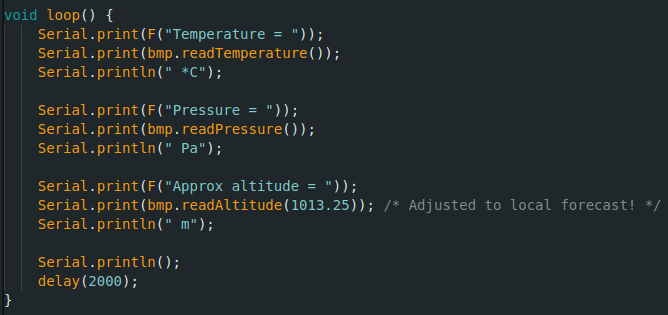 void loop() {
    Serial.print(F("Temperature = "));
    Serial.print(bmp.readTemperature());
    Serial.println(" *C");

    Serial.print(F("Pressure = "));
    Serial.print(bmp.readPressure());
    Serial.println(" Pa");

    Serial.print(F("Approx altitude = "));
    Serial.print(bmp.readAltitude(1013.25)); /* Adjusted to local forecast! */
    Serial.println(" m");

    Serial.println();
    delay(2000);
}